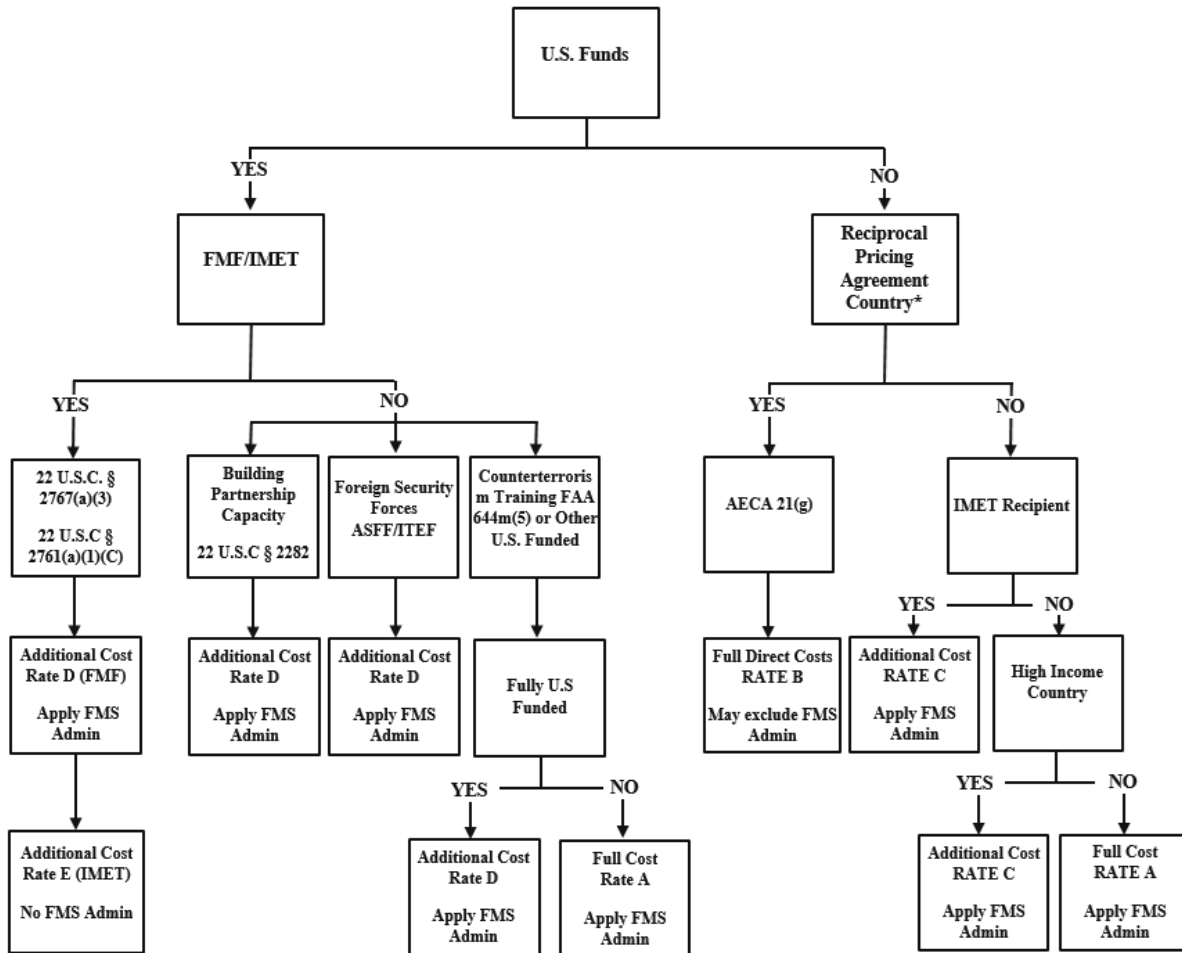 U.S. Funds
YES
NO
FMF/IMET
Reciprocal
Pricing
Agreement
Country*
YES
NO
YES
NO
22 U.S.C. §
2767(a)(3)
22 U.S.C §
2761(a)(1)(C)
Building
Partnership
Capacity
22 U.S.C § 2282
Foreign Security
Forces
ASFF/ITEF
Counterterroris
m Training FAA
644m(5) or Other
U.S. Funded
AECA 21(g)
IMET Recipient
YES
NO
Additional Cost
Rate D (FMF)
Apply FMS
Admin
Additional Cost
Rate D
Apply FMS
Admin
Additional Cost
Rate D
Apply FMS
Admin
Fully U.S
Funded
Full Direct Costs
RATE B
May exclude FMS
Admin
Additional Cost
RATE C
Apply FMS
Admin
High Income
Country
YES
NO
YES
NO
Additional Cost
Rate E (IMET)
No FMS Admin
Additional Cost
Rate D
Apply FMS
Admin
Full Cost
Rate A
Apply FMS
Admin
Additional Cost
RATE C
Apply FMS
Admin
Full Cost
RATE A
Apply FMS
Admin